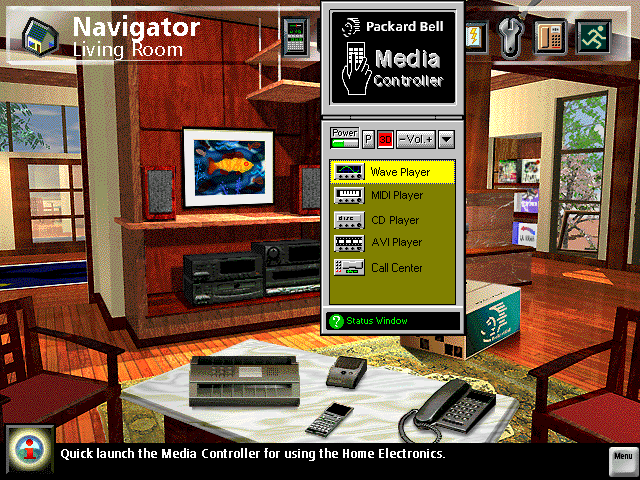 Navigator
Living Room
Packard Bell
Media
Controller
Power
P
3D
-Vol.+
Wave Player
MIDI Player
disc
CD Player
AVI Player
Call Center
? Status Window
Quick launch the Media Controller for using the Home Electronics.
Menu